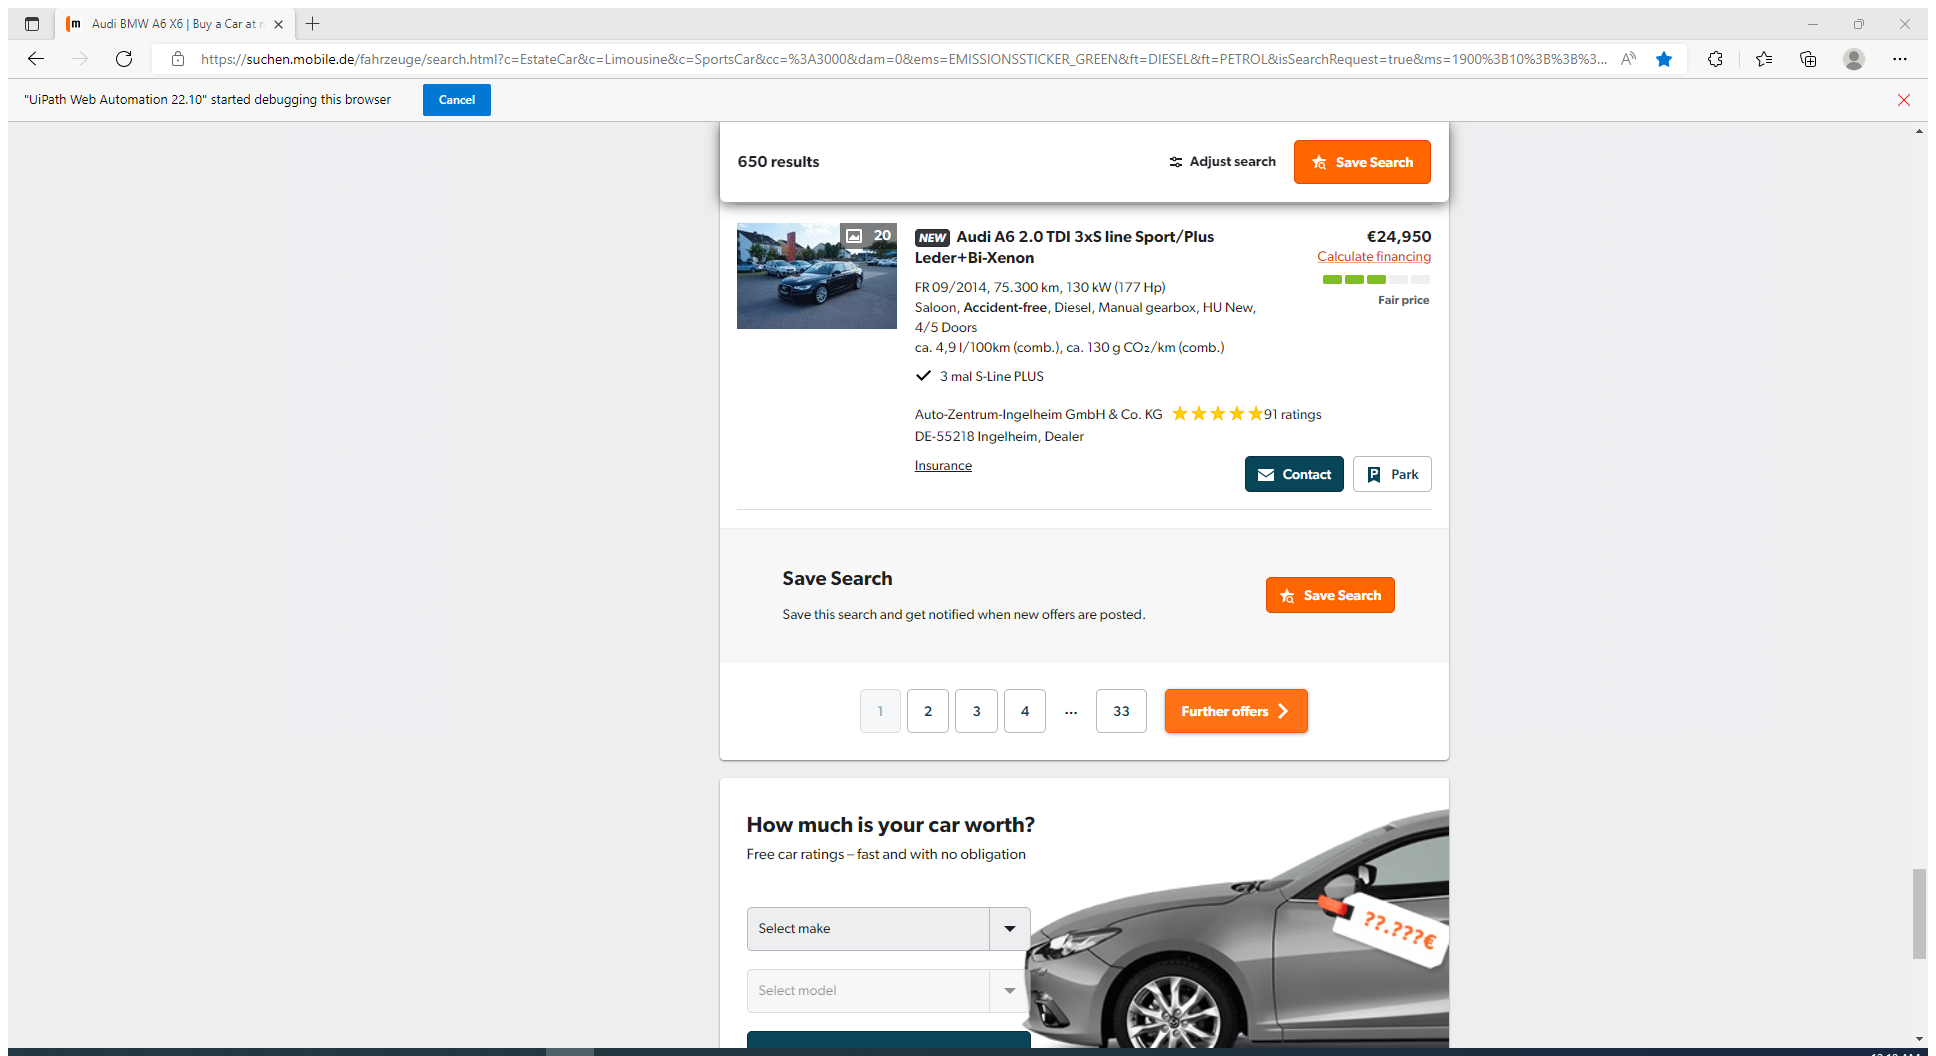 Audi BMW A6 X6 | Buy a Car at
https://suchen.mobile.de/fahrzeuge/search.html?c=EstateCar&c=Limousine&c=SportsCar&cc=%3A3000&dam=0&ems=EMISSIONSSTICKER_GREEN&ft=DIESEL&ft=PETROL&isSearchRequest=true&ms=1900%3B10%3B%3B%3...
"UiPath Web Automation 22.10" started debugging this browser
Cancel
650 results
Adjust search
Save Search
20
NEW Audi A6 2.0 TDI 3xS line Sport/Plus
Leder+Bi-Xenon
€24,950
Calculate financing
Fair price
FR 09/2014, 75.300 km, 130 kW (177 Hp)
Saloon, Accident-free, Diesel, Manual gearbox, HU New,
4/5 Doors
ca. 4,9 l/100km (comb.), ca. 130 g CO₂/km (comb.)
3 mal S-Line PLUS
Auto-Zentrum-Ingelheim GmbH & Co. KG 91 ratings
DE-55218 Ingelheim, Dealer
Insurance
Contact
Park
Save Search
Save this search and get notified when new offers are posted.
Save Search
1 2 3 4 ... 33 Further offers
How much is your car worth?
Free car ratings – fast and with no obligation
Select make
Select model
??.???€